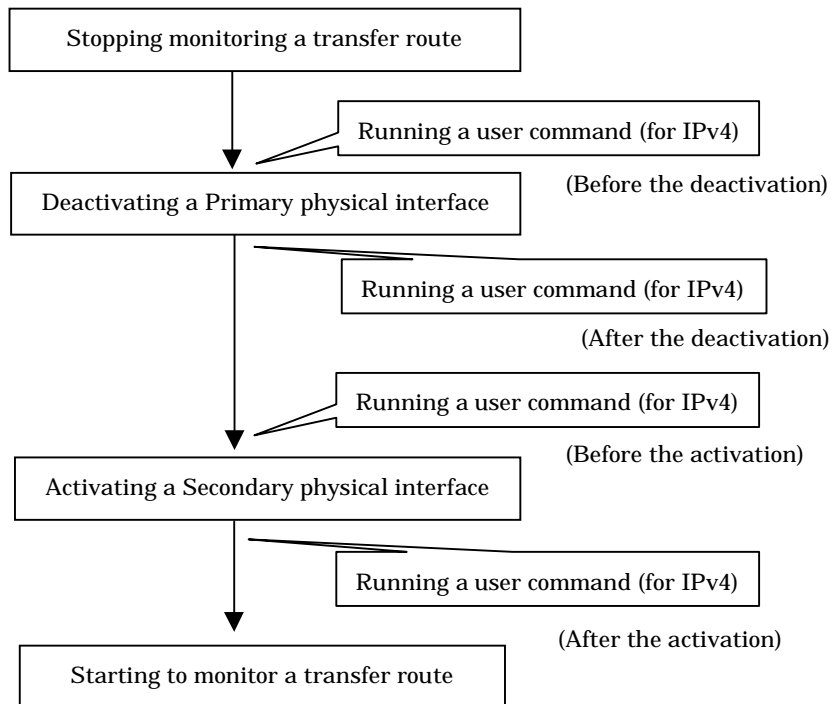 Stopping monitoring a transfer route
Running a user command (for IPv4)
(Before the deactivation)
Deactivating a Primary physical interface
Running a user command (for IPv4)
(After the deactivation)
Running a user command (for IPv4)
(Before the activation)
Activating a Secondary physical interface
Running a user command (for IPv4)
(After the activation)
Starting to monitor a transfer route